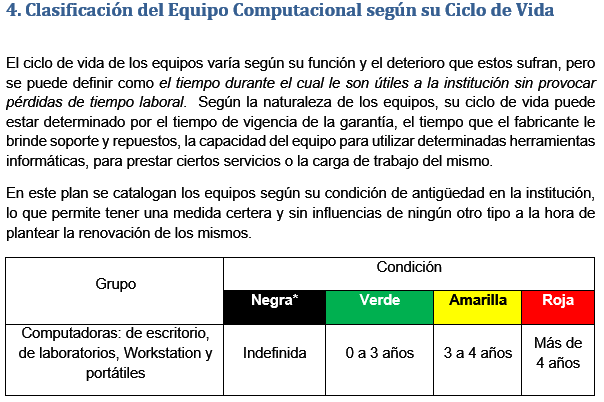 4. Clasificación del Equipo Computacional según su Ciclo de Vida
El ciclo de vida de los equipos varía según su función y el deterioro que estos sufran, pero
se puede definir como el tiempo durante el cual le son útiles a la institución sin provocar
pérdidas de tiempo laboral. Según la naturaleza de los equipos, su ciclo de vida puede
estar determinado por el tiempo de vigencia de la garantía, el tiempo que el fabricante le
brinde soporte y repuestos, la capacidad del equipo para utilizar determinadas herramientas
informáticas, para prestar ciertos servicios o la carga de trabajo del mismo.
En este plan se catalogan los equipos según su condición de antigüedad en la institución,
lo que permite tener una medida certera y sin influencias de ningún otro tipo a la hora de
plantear la renovación de los mismos.
Grupo
Condición
Negra* Verde Amarilla Roja
Computadoras: de escritorio,
de laboratorios, Workstation y
portátiles
Indefinida
0 a 3 años
3 a 4 años
Más de
4 años